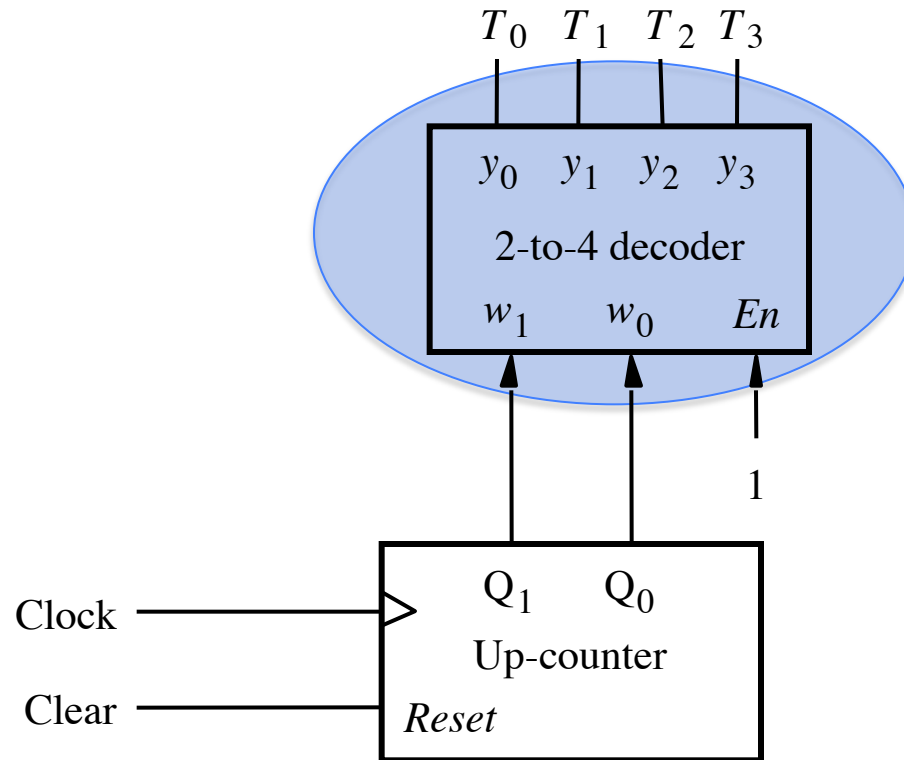 T0 T1 T2 T3
y0 y1 y2 y3
2-to-4 decoder
w1 w0 En
1
Q1 Q0
Clock
Up-counter
Clear
Reset